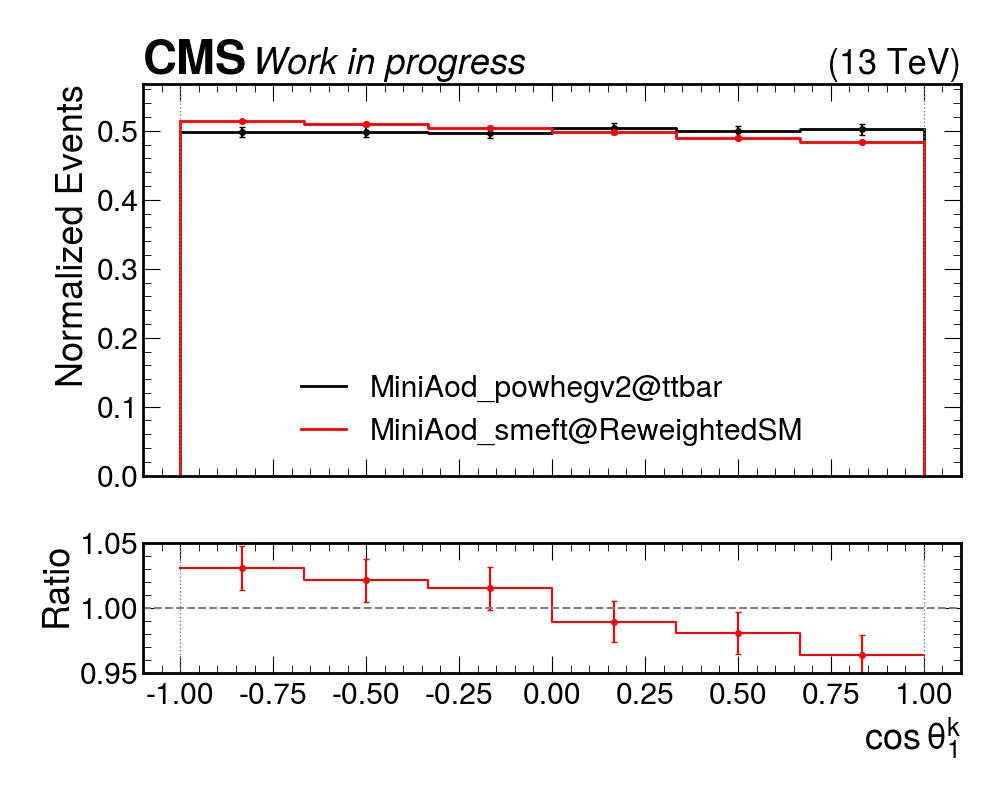 CMS Work in progress (13 TeV)
Normalized Events
0.5
0.4
0.3
0.2
0.1
0.0
MiniAod_powhegv2@ttbar
MiniAod_smeft@ReweightedSM
Ratio
1.05
1.00
0.95
-1.00 -0.75 -0.50 -0.25 0.00 0.25 0.50 0.75 1.00
cos θ₁ᵏ